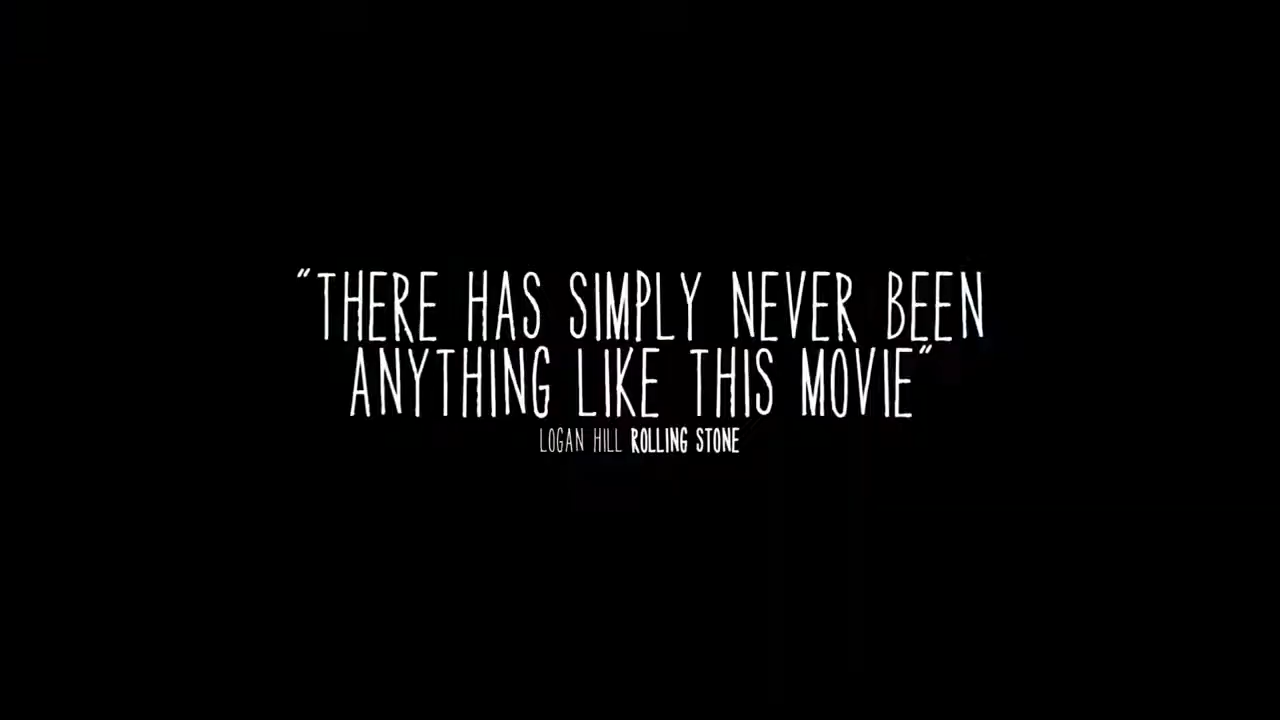 “THERE HAS SIMPLY NEVER BEEN
ANYTHING LIKE THIS MOVIE”
LOGAN HILL ROLLING STONE